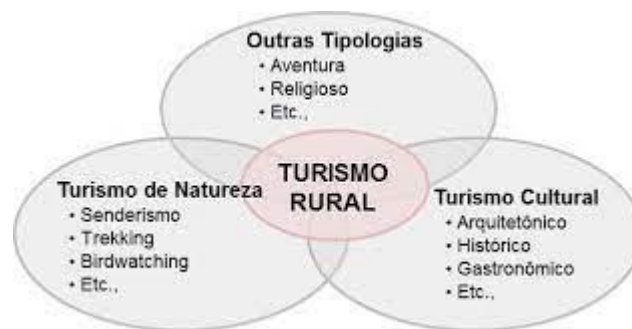 Outras Tipologias
• Aventura
• Religioso
• Etc.,
TURISMO
RURAL
Turismo de Natureza
• Senderismo
• Trekking
• Birdwatching
• Etc.,
Turismo Cultural
• Arquitetônico
• Histórico
• Gastronômico
• Etc.,